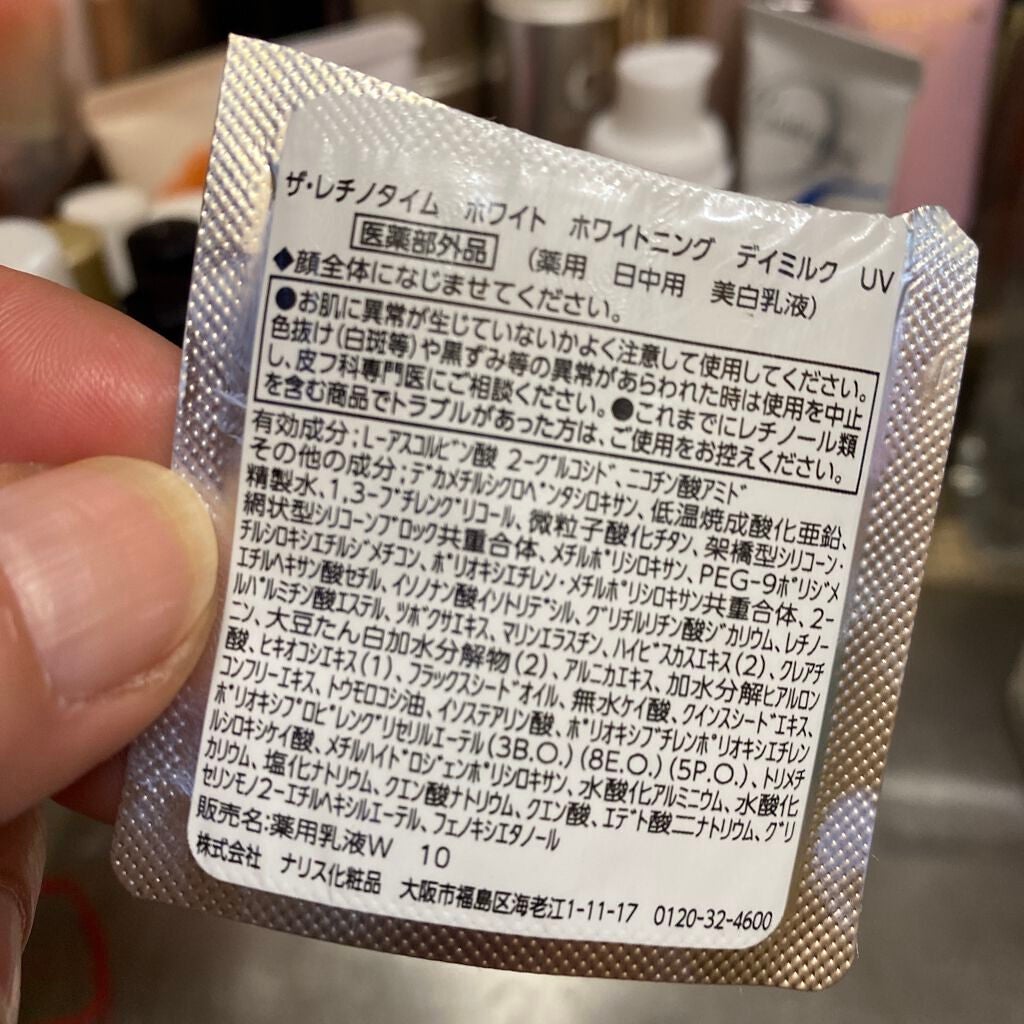 ザ・レチノタイム ホワイト ホワイトニング デイミルク UV
医薬部外品 (薬用 日中用 美白乳液)
◆顔全体になじませてください。
●お肌に異常が生じていないかよく注意して使用してください。
色抜け(白斑等)や黒ずみ等の異常があらわれた時は使用を中止
し、皮フ科専門医にご相談ください。●これまでにレチノール類
を含む商品でトラブルがあった方は、ご使用をお控えください。
有効成分;L-アスコルビン酸 2-グルコシド、ニコチン酸アミド
その他の成分;デカメチルシクロペンタシロキサン、低温焼成酸化亜鉛、
精製水、1,3-ブチレングリコール、微粒子酸化チタン、架橋型シリコーン・
網状型シリコーンブロック共重合体、メチルポリシロキサン、PEG-9ポリジメ
チルシロキシエチルジメチコン、ポリオキシエチレン・メチルポリシロキサン共重合体、2-
エチルヘキサン酸セチル、イソノナン酸イソトリデシル、グリチルリチン酸ジカリウム、レチノー
ルパルミチン酸エステル、ツボクサエキス、マリンエラスチン、ハイビスカスエキス(2)、クレアチ
ニン、大豆たん白加水分解物(2)、アルニカエキス、加水分解ヒアルロン
酸、ヒキオコシエキス(1)、フラックスシードオイル、無水ケイ酸、クインスシードエキス、
コンフリーエキス、トウモロコシ油、イソステアリン酸、ポリオキシブチレンポリオキシエチレン
ポリオキシプロピレングリセリルエーテル(3B.O.)(8E.O.)(5P.O.)、トリメチ
ルシロキシケイ酸、メチルハイドロジェンポリシロキサン、水酸化アルミニウム、水酸化
カリウム、塩化ナトリウム、クエン酸ナトリウム、クエン酸、エデト酸二ナトリウム、グリ
セリンモノ2-エチルヘキシルエーテル、フェノキシエタノール
販売名:薬用乳液W 10
株式会社 ナリス化粧品 大阪市福島区海老江1-11-17 0120-32-4600